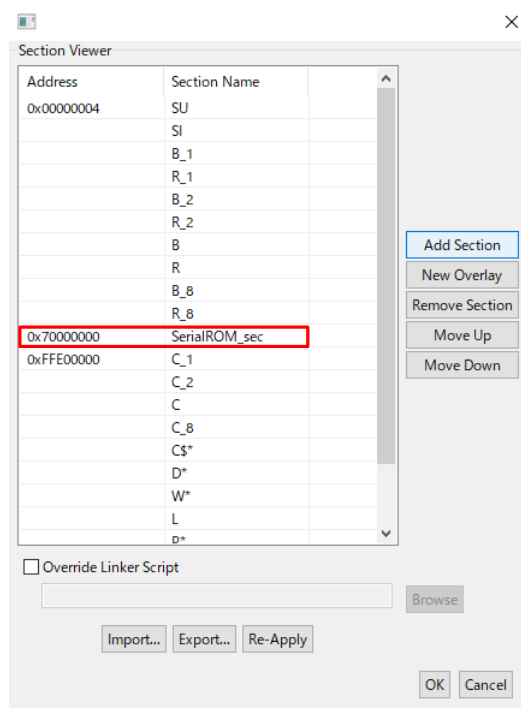 Section Viewer
Address Section Name
0x00000004 SU
SI
B_1
R_1
B_2
R_2
B
R
B_8
R_8
0x70000000 SerialROM_sec
0xFFE00000 C_1
C_2
C
C_8
C$*
D*
W*
L
P*
Add Section
New Overlay
Remove Section
Move Up
Move Down
Override Linker Script
Browse
Import... Export... Re-Apply
OK Cancel